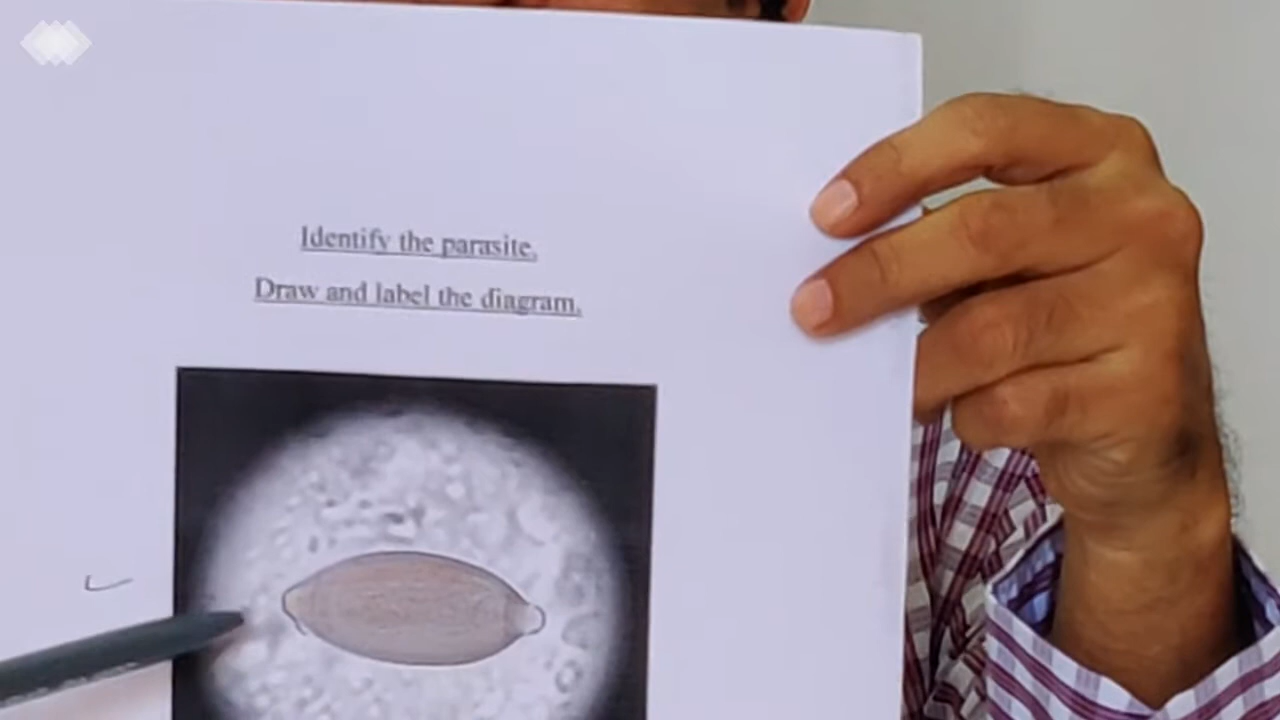 Identify the parasite.
Draw and label the diagram.